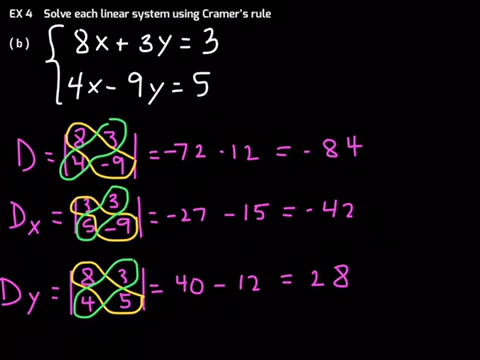 EX 4 Solve each linear system using Cramer's rule
(b) { 8x + 3y = 3
4x - 9y = 5
D = |8 3| = -72 - 12 = -84
|4 -9|
Dx = |3 3| = -27 - 15 = -42
|5 -9|
Dy = |8 3| = 40 - 12 = 28
|4 5|